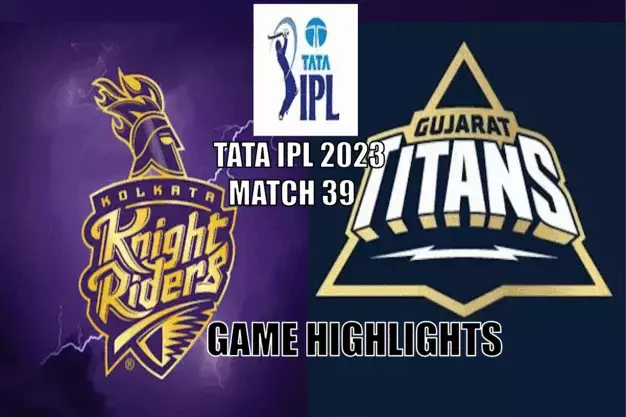 TATA
IPL
TATA IPL 2023
MATCH 39
KOLKATA
Knight
Riders
®
GUJARAT
TITANS
GAME HIGHLIGHTS